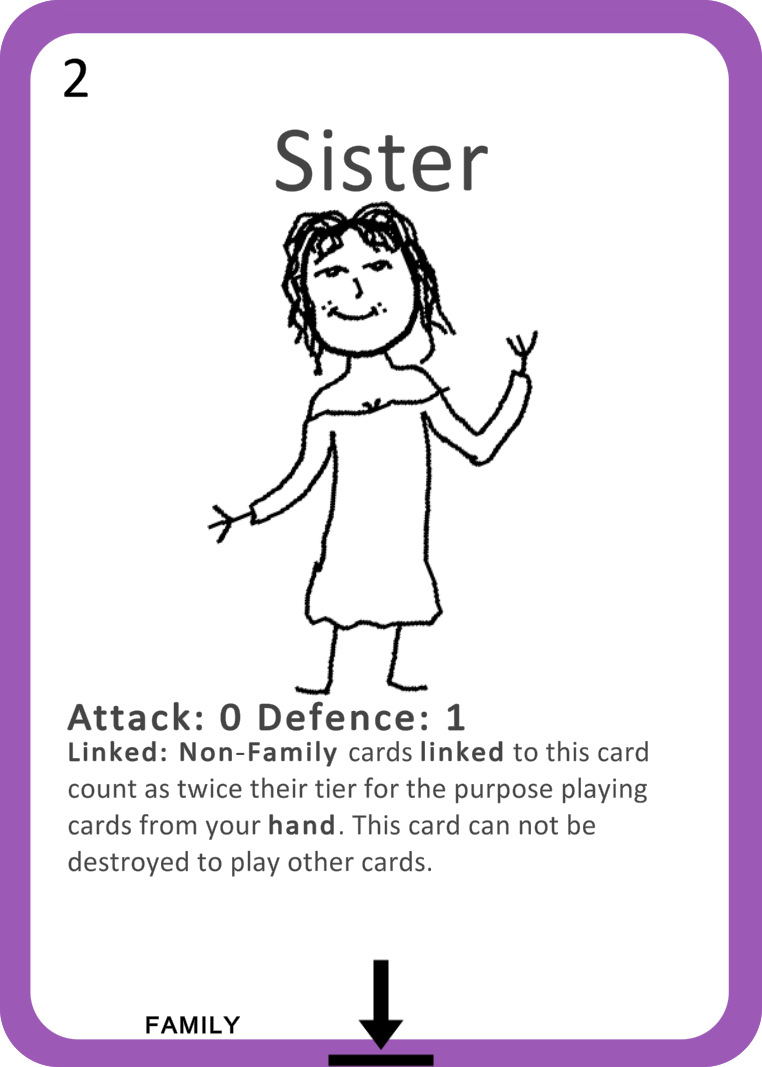 2
Sister
Attack: 0 Defence: 1
Linked: Non-Family cards linked to this card
count as twice their tier for the purpose playing
cards from your hand. This card can not be
destroyed to play other cards.
FAMILY